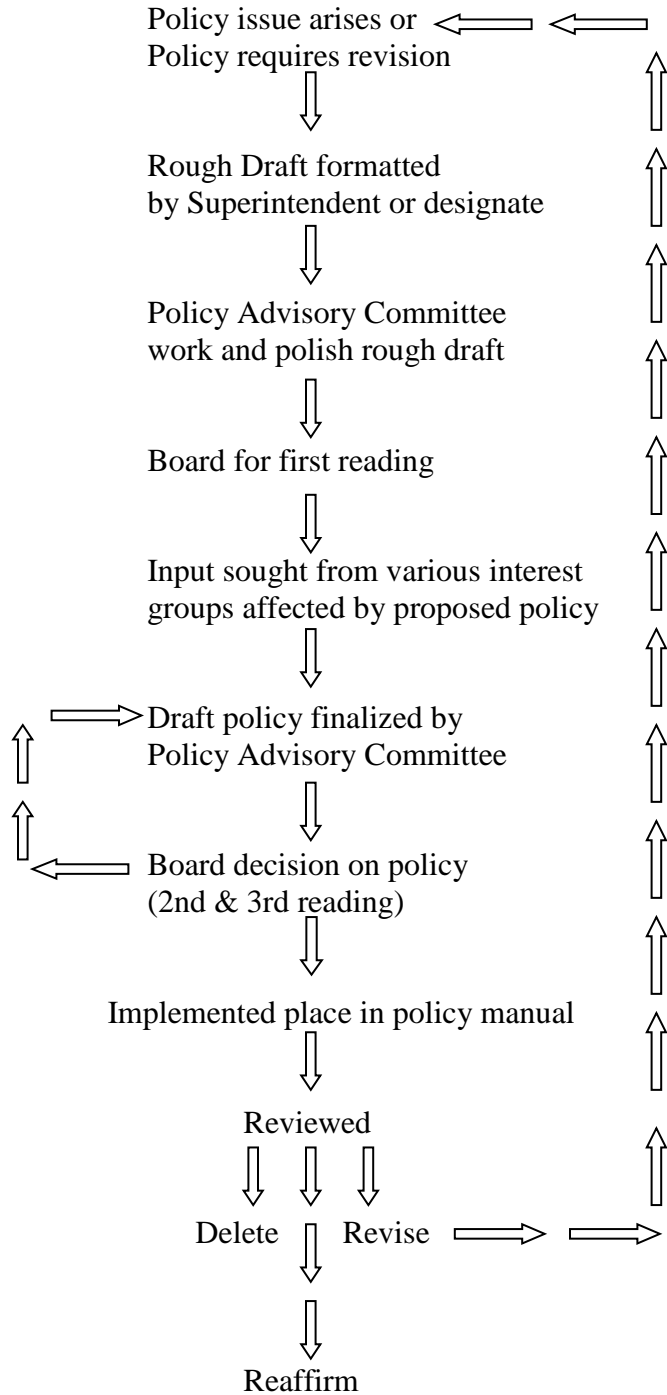 Policy issue arises or
Policy requires revision
Rough Draft formatted
by Superintendent or designate
Policy Advisory Committee
work and polish rough draft
Board for first reading
Input sought from various interest
groups affected by proposed policy
Draft policy finalized by
Policy Advisory Committee
Board decision on policy
(2nd & 3rd reading)
Implemented place in policy manual
Reviewed
Delete Revise
Reaffirm